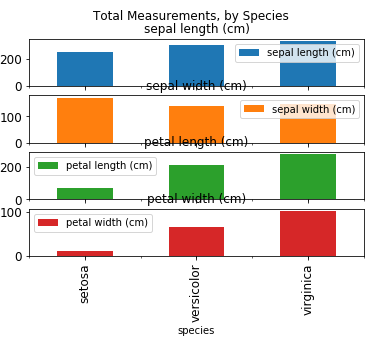 Total Measurements, by Species
sepal length (cm)
200
sepal length (cm)
0
sepal width (cm)
100
sepal width (cm)
0
petal length (cm)
200
petal length (cm)
0
petal width (cm)
100
petal width (cm)
0
setosa
versicolor
virginica
species